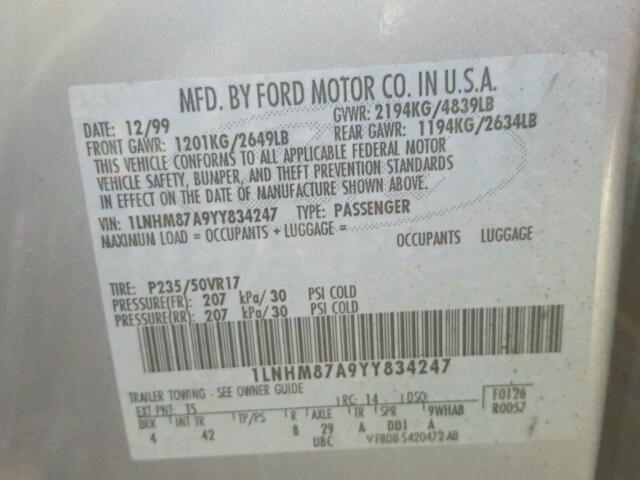 MFD. BY FORD MOTOR CO. IN U.S.A.
DATE: 12/99 GVWR: 2194KG/4839LB
FRONT GAWR: 1201KG/2649LB REAR GAWR: 1194KG/2634LB
THIS VEHICLE CONFORMS TO ALL APPLICABLE FEDERAL MOTOR
VEHICLE SAFETY, BUMPER, AND THEFT PREVENTION STANDARDS
IN EFFECT ON THE DATE OF MANUFACTURE SHOWN ABOVE.
VIN: 1LNHM87A9YY834247 TYPE: PASSENGER
MAXIMUM LOAD = OCCUPANTS + LUGGAGE = OCCUPANTS LUGGAGE
TIRE: P235/50VR17
PRESSURE(FR): 207 kPa/30 PSI COLD
PRESSURE(RR): 207 kPa/30 PSI COLD
1LNHM87A9YY834247
TRAILER TOWING - SEE OWNER GUIDE
EXT PNT: TS RC: 14 DSO: F0126
BRK INT TR TP/PS R AXLE TR SPR 9WHAB R0057
4 42 8 29 A DD1 A
UBC YF8DB 5420472 AB